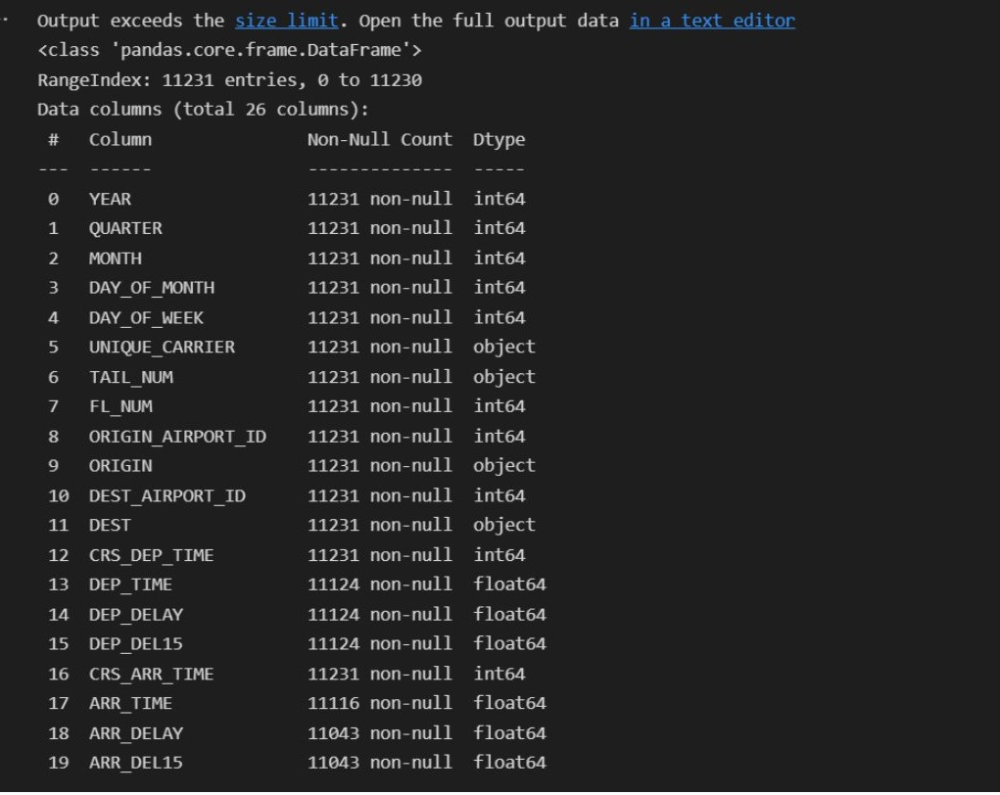 Output exceeds the size limit. Open the full output data in a text editor
<class 'pandas.core.frame.DataFrame'>
RangeIndex: 11231 entries, 0 to 11230
Data columns (total 26 columns):
 #   Column               Non-Null Count  Dtype
---  ------               --------------  -----
 0   YEAR                 11231 non-null  int64
 1   QUARTER              11231 non-null  int64
 2   MONTH                11231 non-null  int64
 3   DAY_OF_MONTH         11231 non-null  int64
 4   DAY_OF_WEEK          11231 non-null  int64
 5   UNIQUE_CARRIER       11231 non-null  object
 6   TAIL_NUM             11231 non-null  object
 7   FL_NUM               11231 non-null  int64
 8   ORIGIN_AIRPORT_ID    11231 non-null  int64
 9   ORIGIN               11231 non-null  object
 10  DEST_AIRPORT_ID      11231 non-null  int64
 11  DEST                 11231 non-null  object
 12  CRS_DEP_TIME         11231 non-null  int64
 13  DEP_TIME             11124 non-null  float64
 14  DEP_DELAY            11124 non-null  float64
 15  DEP_DEL15            11124 non-null  float64
 16  CRS_ARR_TIME         11231 non-null  int64
 17  ARR_TIME             11116 non-null  float64
 18  ARR_DELAY            11043 non-null  float64
 19  ARR_DEL15            11043 non-null  float64